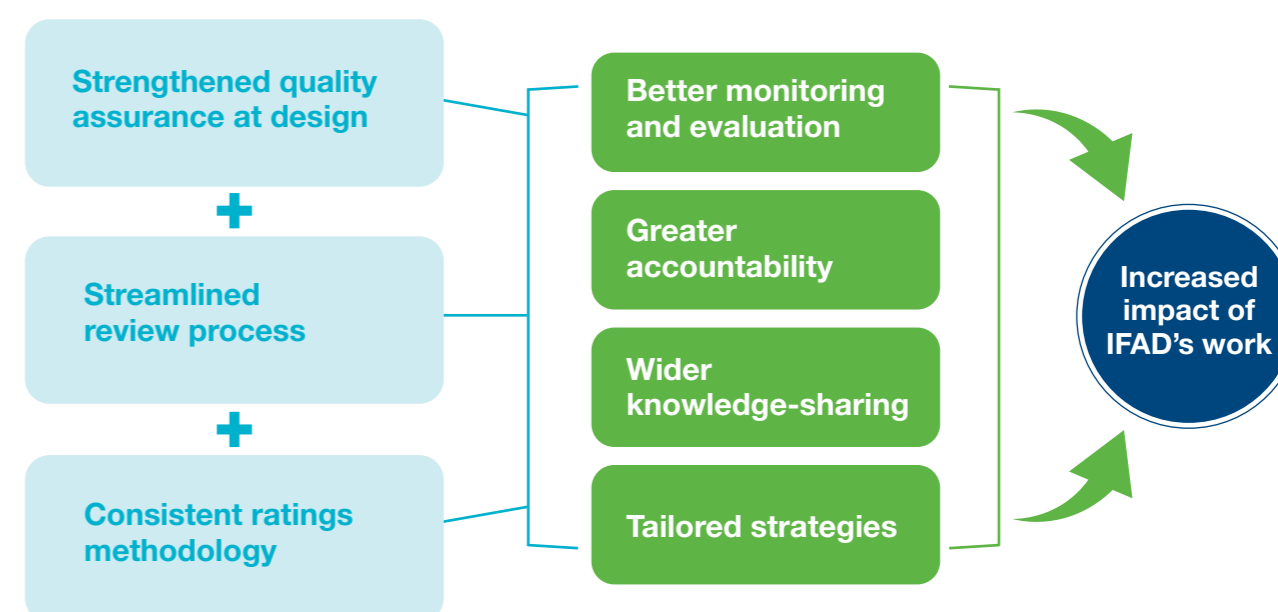 Strengthened quality
assurance at design
+
Streamlined
review process
+
Consistent ratings
methodology
Better monitoring
and evaluation
Greater
accountability
Wider
knowledge-sharing
Tailored strategies
Increased
impact of
IFAD's work